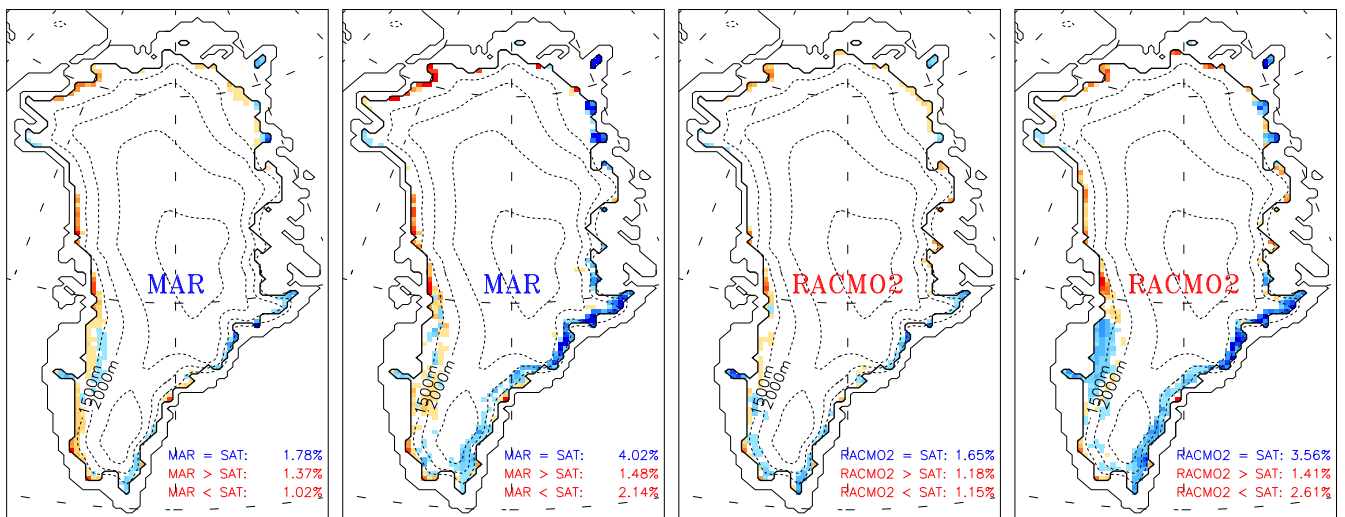 MAR
1500m
2000m
MAR = SAT: 1.78%
MAR > SAT: 1.37%
MAR < SAT: 1.02%
MAR
1500m
2000m
MAR = SAT: 4.02%
MAR > SAT: 1.48%
MAR < SAT: 2.14%
RACMO2
1500m
2000m
RACMO2 = SAT: 1.65%
RACMO2 > SAT: 1.18%
RACMO2 < SAT: 1.15%
RACMO2
1500m
2000m
RACMO2 = SAT: 3.56%
RACMO2 > SAT: 1.41%
RACMO2 < SAT: 2.61%